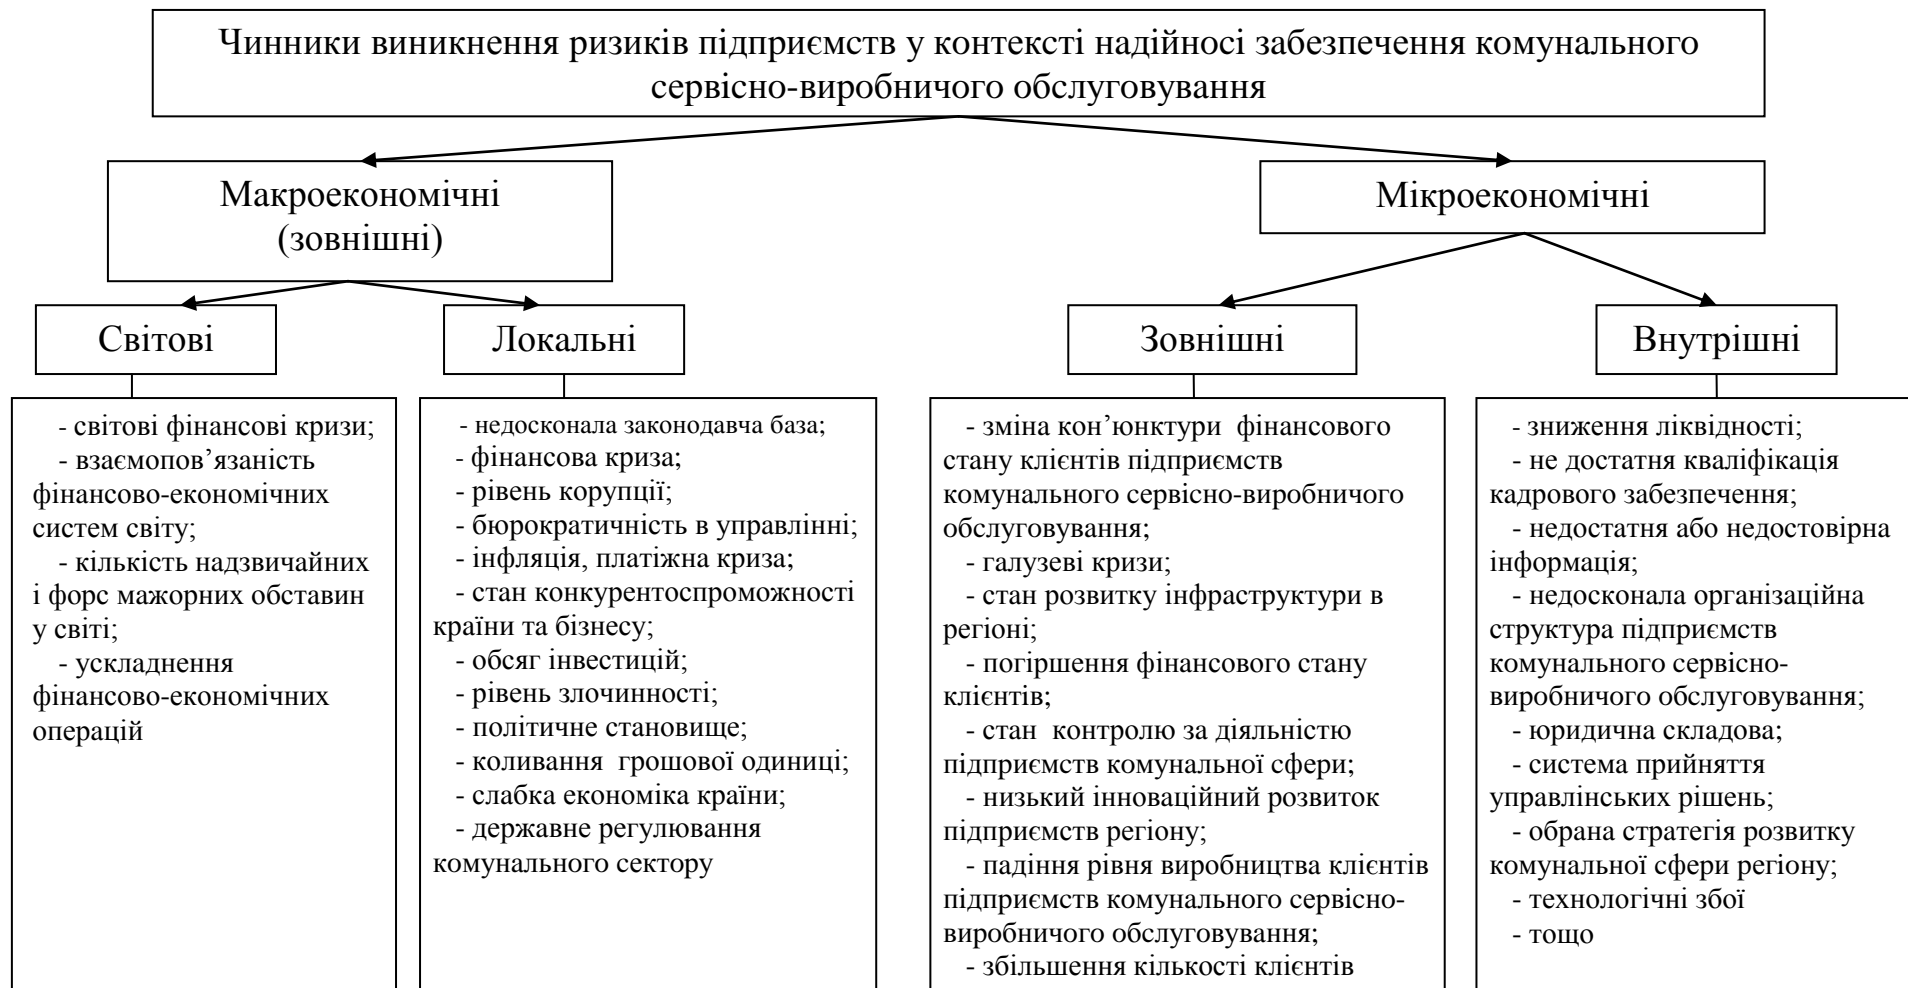 Чинники виникнення ризиків підприємств у контексті надійносі забезпечення комунального
сервісно-виробничого обслуговування
Макроекономічні
(зовнішні)
Мікроекономічні
Світові
Локальні
Зовнішні
Внутрішні
- світові фінансові кризи;
- взаємопов’язаність
фінансово-економічних
систем світу;
- кількість надзвичайних
і форс мажорних обставин
у світі;
- ускладнення
фінансово-економічних
операцій
- недосконала законодавча база;
- фінансова криза;
- рівень корупції;
- бюрократичність в управлінні;
- інфляція, платіжна криза;
- стан конкурентоспроможності
країни та бізнесу;
- обсяг інвестицій;
- рівень злочинності;
- політичне становище;
- коливання грошової одиниці;
- слабка економіка країни;
- державне регулювання
комунального сектору
- зміна кон’юнктури фінансового
стану клієнтів підприємств
комунального сервісно-виробничого
обслуговування;
- галузеві кризи;
- стан розвитку інфраструктури в
регіоні;
- погіршення фінансового стану
клієнтів;
- стан контролю за діяльністю
підприємств комунальної сфери;
- низький інноваційний розвиток
підприємств регіону;
- падіння рівня виробництва клієнтів
підприємств комунального сервісно-
виробничого обслуговування;
- збільшення кількості клієнтів
- зниження ліквідності;
- не достатня кваліфікація
кадрового забезпечення;
- недостатня або недостовірна
інформація;
- недосконала організаційна
структура підприємств
комунального сервісно-
виробничого обслуговування;
- юридична складова;
- система прийняття
управлінських рішень;
- обрана стратегія розвитку
комунальної сфери регіону;
- технологічні збої
- тощо